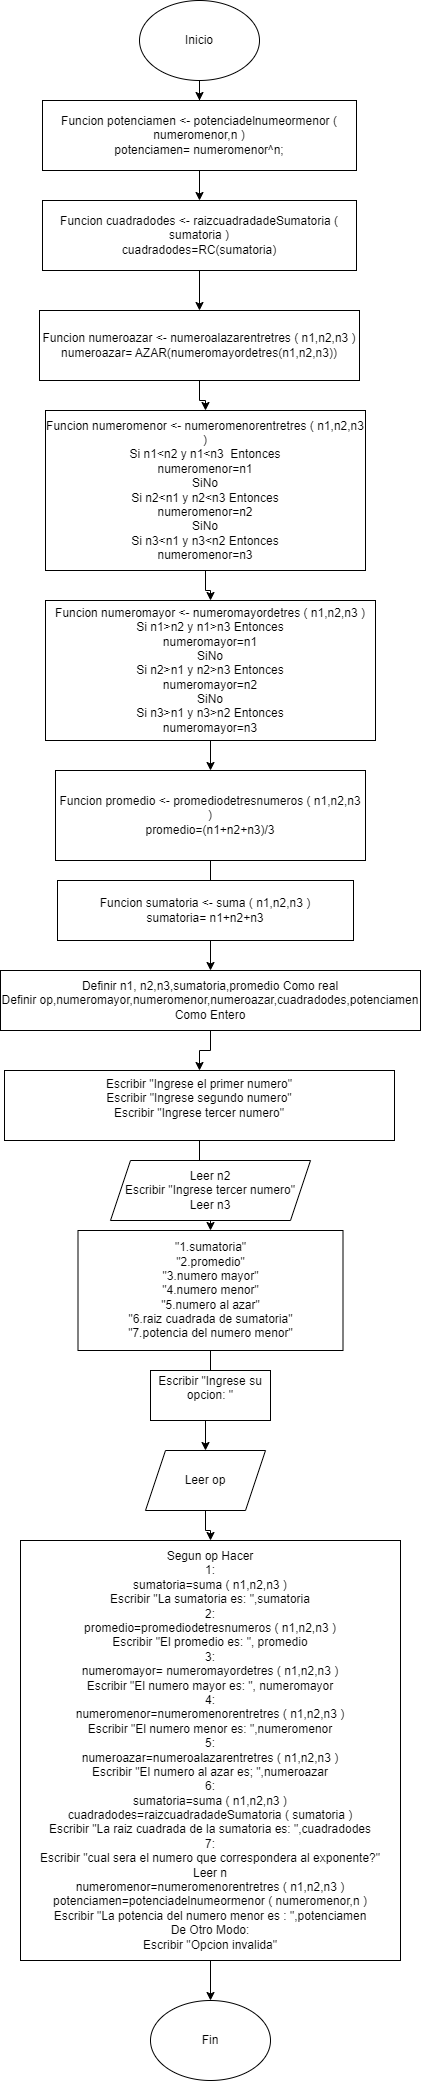 Inicio
Funcion potenciamen <- potenciadelnumeormenor (
numeromenor,n )
potenciamen= numeromenor^n;
Funcion cuadradodes <- raizcuadradadeSumatoria (
sumatoria )
cuadradodes=RC(sumatoria)
Funcion numeroazar <- numeroalazarentretres ( n1,n2,n3 )
numeroazar= AZAR(numeromayordetres(n1,n2,n3))
Funcion numeromenor <- numeromenorentretres ( n1,n2,n3
)
Si n1<n2 y n1<n3 Entonces
numeromenor=n1
SiNo
Si n2<n1 y n2<n3 Entonces
numeromenor=n2
SiNo
Si n3<n1 y n3<n2 Entonces
numeromenor=n3
Funcion numeromayor <- numeromayordetres ( n1,n2,n3 )
Si n1>n2 y n1>n3 Entonces
numeromayor=n1
SiNo
Si n2>n1 y n2>n3 Entonces
numeromayor=n2
SiNo
Si n3>n1 y n3>n2 Entonces
numeromayor=n3
Funcion promedio <- promediodetresnumeros ( n1,n2,n3
)
promedio=(n1+n2+n3)/3
Funcion sumatoria <- suma ( n1,n2,n3 )
sumatoria= n1+n2+n3
Definir n1, n2,n3,sumatoria,promedio Como real
Definir op,numeromayor,numeromenor,numeroazar,cuadradodes,potenciamen
Como Entero
Escribir "Ingrese el primer numero"
Escribir "Ingrese segundo numero"
Escribir "Ingrese tercer numero"
Leer n2
Escribir "Ingrese tercer numero"
Leer n3
"1.sumatoria"
"2.promedio"
"3.numero mayor"
"4.numero menor"
"5.numero al azar"
"6.raiz cuadrada de sumatoria"
"7.potencia del numero menor"
Escribir "Ingrese su
opcion: "
Leer op
Segun op Hacer
1:
sumatoria=suma ( n1,n2,n3 )
Escribir "La sumatoria es: ",sumatoria
2:
promedio=promediodetresnumeros ( n1,n2,n3 )
Escribir "El promedio es: ", promedio
3:
numeromayor= numeromayordetres ( n1,n2,n3 )
Escribir "El numero mayor es: ", numeromayor
4:
numeromenor=numeromenorentretres ( n1,n2,n3 )
Escribir "El numero menor es: ",numeromenor
5:
numeroazar=numeroalazarentretres ( n1,n2,n3 )
Escribir "El numero al azar es; ",numeroazar
6:
sumatoria=suma ( n1,n2,n3 )
cuadradodes=raizcuadradadeSumatoria ( sumatoria )
Escribir "La raiz cuadrada de la sumatoria es: ",cuadradodes
7:
Escribir "cual sera el numero que correspondera al exponente?"
Leer n
numeromenor=numeromenorentretres ( n1,n2,n3 )
potenciamen=potenciadelnumeormenor ( numeromenor,n )
Escribir "La potencia del numero menor es : ",potenciamen
De Otro Modo:
Escribir "Opcion invalida"
Fin